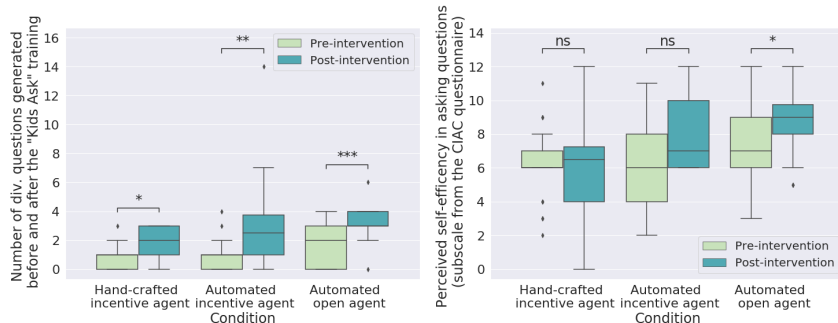 Number of div. questions generated
before and after the "Kids Ask" training
16
14
12
10
8
6
4
2
0
*
**
***
Pre-intervention
Post-intervention
Hand-crafted
incentive agent
Automated
incentive agent
Automated
open agent
Condition
Perceived self-efficency in asking questions
(subscale from the CIAC questionnaire)
14
12
10
8
6
4
2
0
ns
ns
*
Pre-intervention
Post-intervention
Hand-crafted
incentive agent
Automated
incentive agent
Automated
open agent
Condition